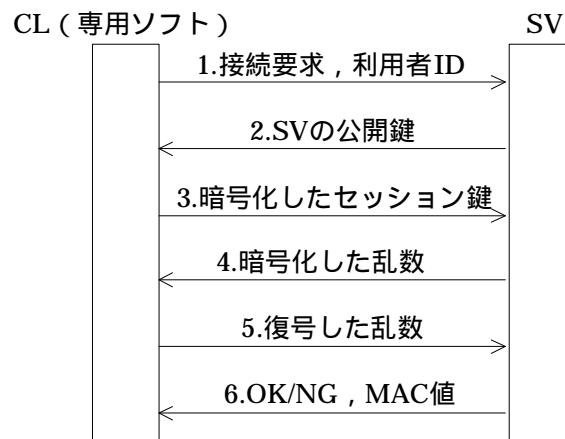 CL(専用ソフト) SV
1.接続要求,利用者ID
2.SVの公開鍵
3.暗号化したセッション鍵
4.暗号化した乱数
5.復号した乱数
6.OK/NG,MAC値